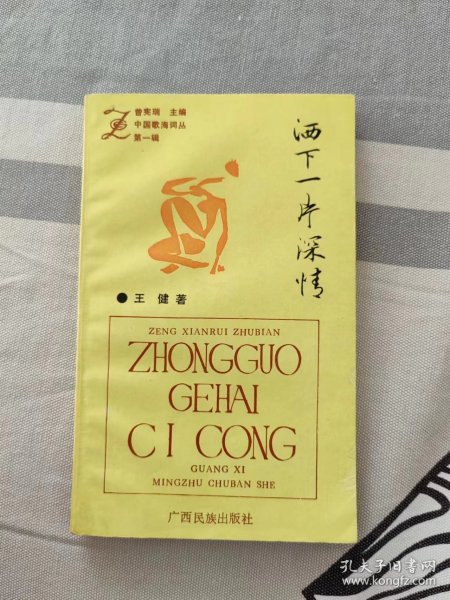 曾宪瑞 主编
中国歌海词丛
第一辑
洒下一片深情
●王 健 著
ZENG XIANRUI ZHUBIAN
ZHONGGUO
GEHAI
CI CONG
GUANG XI
MINGZHU CHUBAN SHE
广西民族出版社
孔夫子旧书网
www.kongfz.com